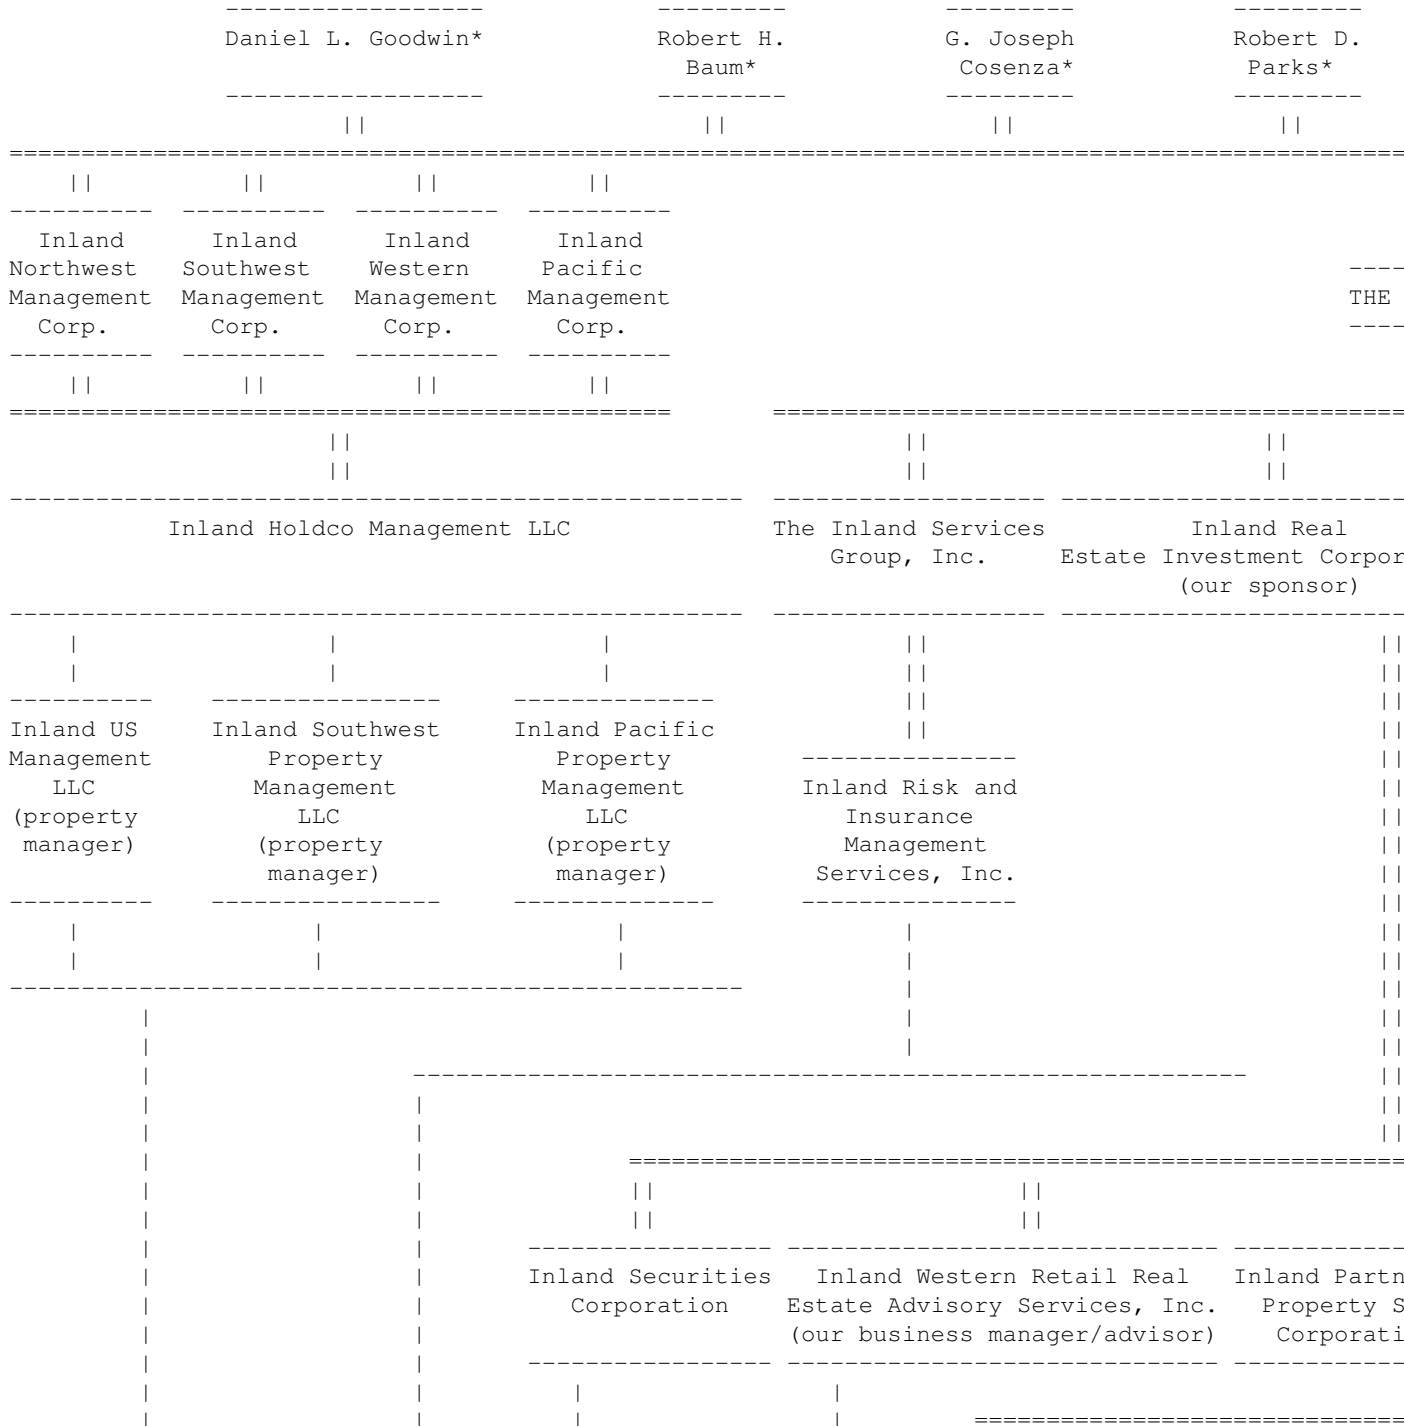 Daniel L. Goodwin* Robert H. G. Joseph Robert D.
Baum* Cosenza* Parks*
Inland Inland Inland Inland
Northwest Southwest Western Pacific
Management Management Management Management THE
Corp. Corp. Corp. Corp.
Inland Holdco Management LLC The Inland Services Inland Real
Group, Inc. Estate Investment Corpor
(our sponsor)
Inland US Inland Southwest Inland Pacific
Management Property Property
LLC Management Management Inland Risk and
(property LLC LLC Insurance
manager) (property (property Management
manager) manager) Services, Inc.
Inland Securities Inland Western Retail Real Inland Partn
Corporation Estate Advisory Services, Inc. Property S
(our business manager/advisor) Corporati